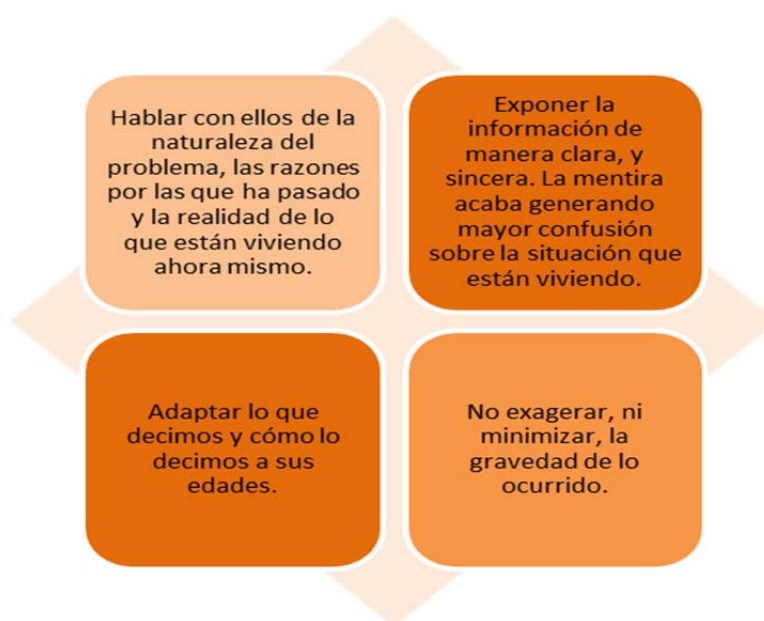 Hablar con ellos de la
naturaleza del
problema, las razones
por las que ha pasado
y la realidad de lo
que están viviendo
ahora mismo.
Exponer la
información de
manera clara, y
sincera. La mentira
acaba generando
mayor confusión
sobre la situación que
están viviendo.
Adaptar lo que
decimos y cómo lo
decimos a sus
edades.
No exagerar, ni
minimizar, la
gravedad de lo
ocurrido.